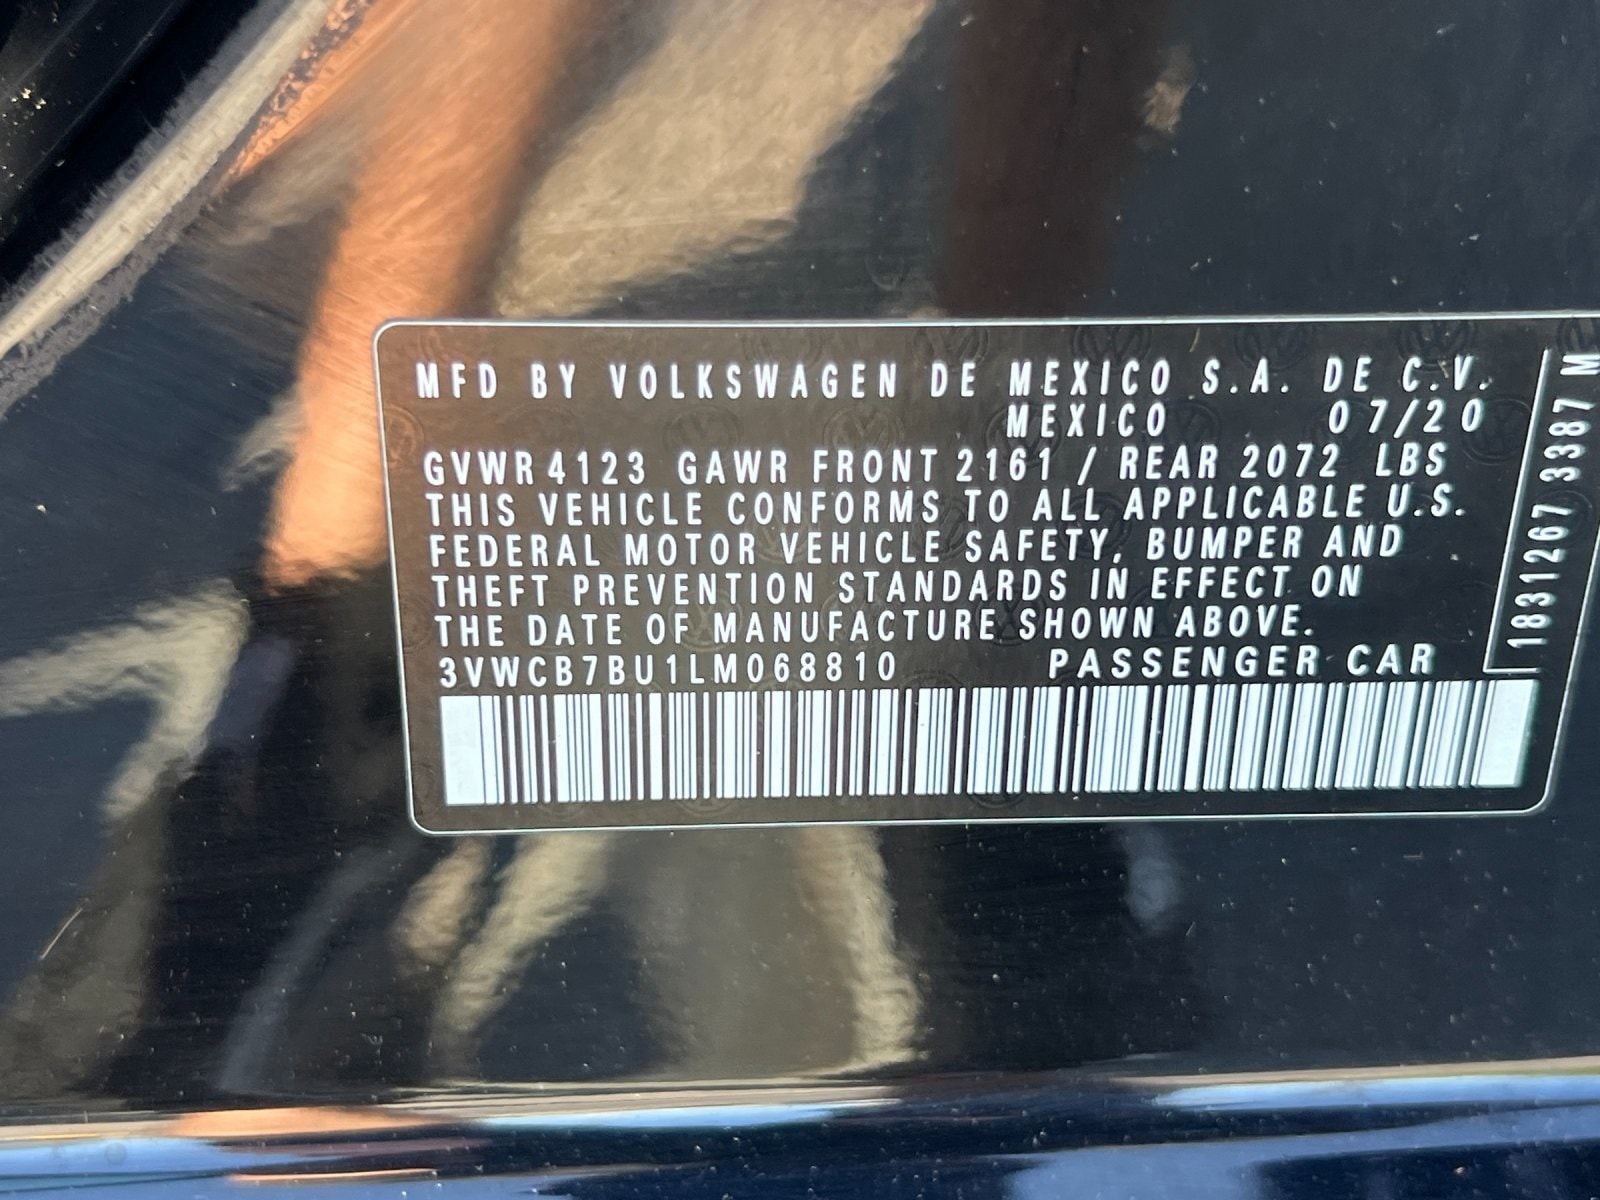 MFD BY VOLKSWAGEN DE MEXICO S.A. DE C.V.
MEXICO 07/20
GVWR 4123 GAWR FRONT 2161 / REAR 2072 LBS
THIS VEHICLE CONFORMS TO ALL APPLICABLE U.S.
FEDERAL MOTOR VEHICLE SAFETY, BUMPER AND
THEFT PREVENTION STANDARDS IN EFFECT ON
THE DATE OF MANUFACTURE SHOWN ABOVE.
3VWCB7BU1LM068810 PASSENGER CAR
1831267 3387 M